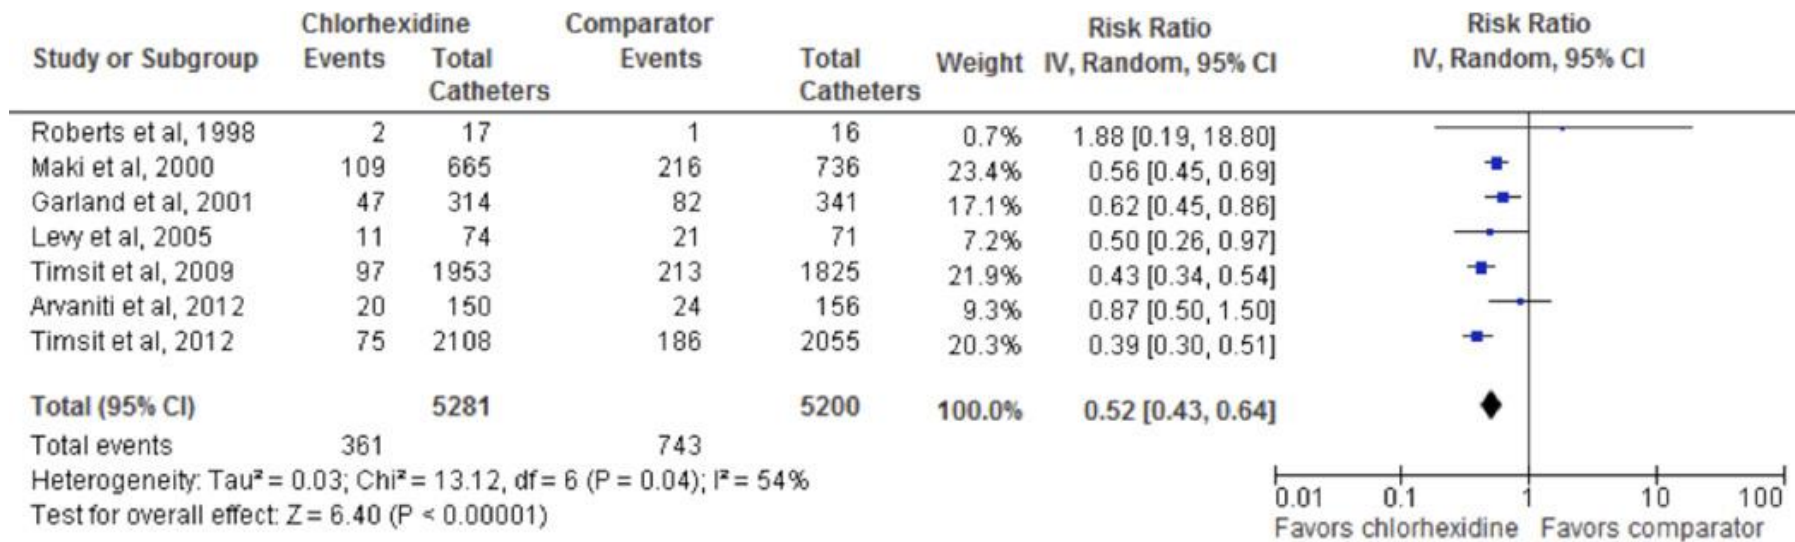 Chlorhexidine Comparator Risk Ratio Risk Ratio
Study or Subgroup Events Total Catheters Events Total Catheters Weight IV, Random, 95% CI IV, Random, 95% CI
Roberts et al, 1998 2 17 1 16 0.7% 1.88 [0.19, 18.80]
Maki et al, 2000 109 665 216 736 23.4% 0.56 [0.45, 0.69]
Garland et al, 2001 47 314 82 341 17.1% 0.62 [0.45, 0.86]
Levy et al, 2005 11 74 21 71 7.2% 0.50 [0.26, 0.97]
Timsit et al, 2009 97 1953 213 1825 21.9% 0.43 [0.34, 0.54]
Arvaniti et al, 2012 20 150 24 156 9.3% 0.87 [0.50, 1.50]
Timsit et al, 2012 75 2108 186 2055 20.3% 0.39 [0.30, 0.51]
Total (95% CI) 5281 5200 100.0% 0.52 [0.43, 0.64]
Total events 361 743
Heterogeneity: Tau² = 0.03; Chi² = 13.12, df = 6 (P = 0.04); I² = 54%
Test for overall effect: Z = 6.40 (P < 0.00001)
0.01 0.1 1 10 100
Favors chlorhexidine Favors comparator